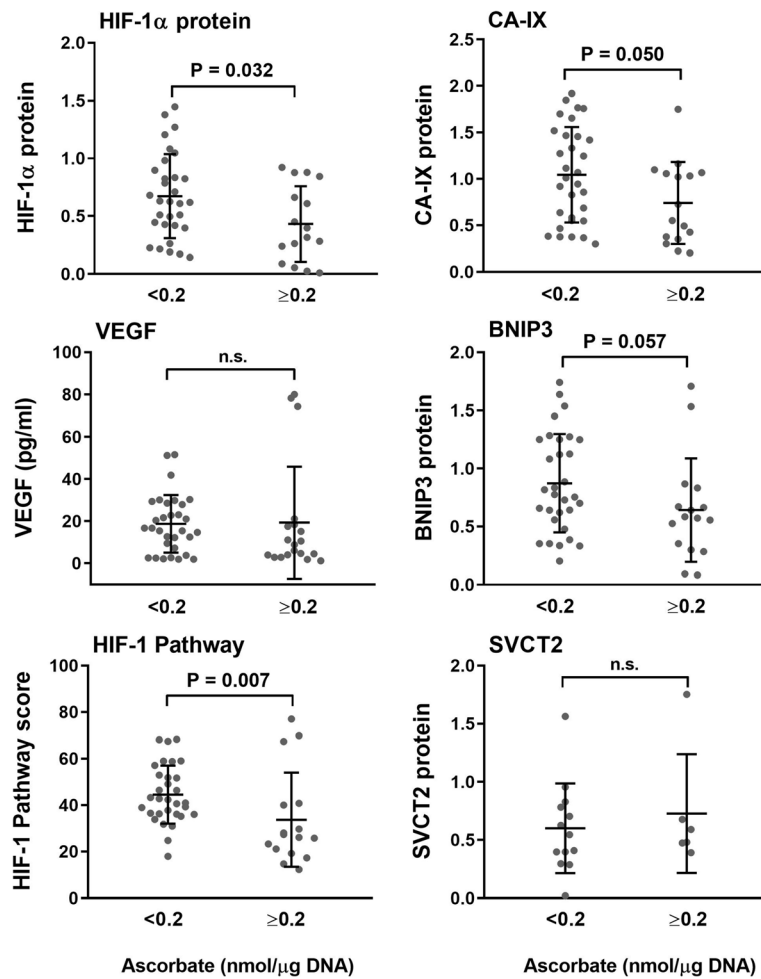 HIF-1α protein
HIF-1α protein
2.0
1.5
1.0
0.5
0.0
P = 0.032
<0.2
≥0.2
CA-IX
CA-IX protein
2.5
2.0
1.5
1.0
0.5
0.0
P = 0.050
<0.2
≥0.2
VEGF
VEGF (pg/ml)
100
80
60
40
20
0
n.s.
<0.2
≥0.2
BNIP3
BNIP3 protein
2.0
1.5
1.0
0.5
0.0
P = 0.057
<0.2
≥0.2
HIF-1 Pathway
HIF-1 Pathway score
100
80
60
40
20
0
P = 0.007
<0.2
≥0.2
Ascorbate (nmol/μg DNA)
SVCT2
SVCT2 protein
2.0
1.5
1.0
0.5
0.0
n.s.
<0.2
≥0.2
Ascorbate (nmol/μg DNA)